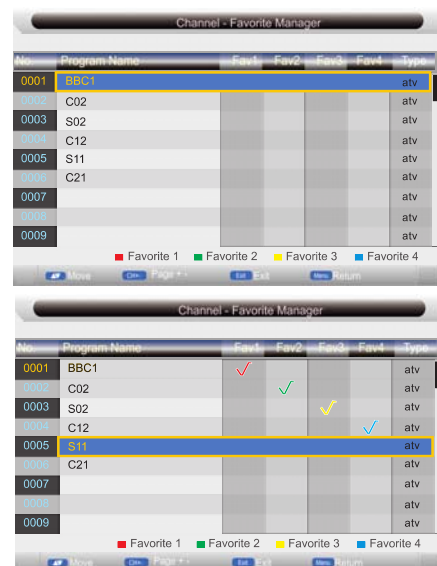 Channel - Favorite Manager
No. Program Name Fav1 Fav2 Fav3 Fav4 Type
0001 BBC1 atv
0002 C02 atv
0003 S02 atv
0004 C12 atv
0005 S11 atv
0006 C21 atv
0007 atv
0008 atv
0009 atv
Favorite 1 Favorite 2 Favorite 3 Favorite 4
Move CH+- Page + - Exit Exit Menu Return
Channel - Favorite Manager
No. Program Name Fav1 Fav2 Fav3 Fav4 Type
0001 BBC1 atv
0002 C02 atv
0003 S02 atv
0004 C12 atv
0005 S11 atv
0006 C21 atv
0007 atv
0008 atv
0009 atv
Favorite 1 Favorite 2 Favorite 3 Favorite 4
Move CH+- Page + - Exit Exit Menu Return